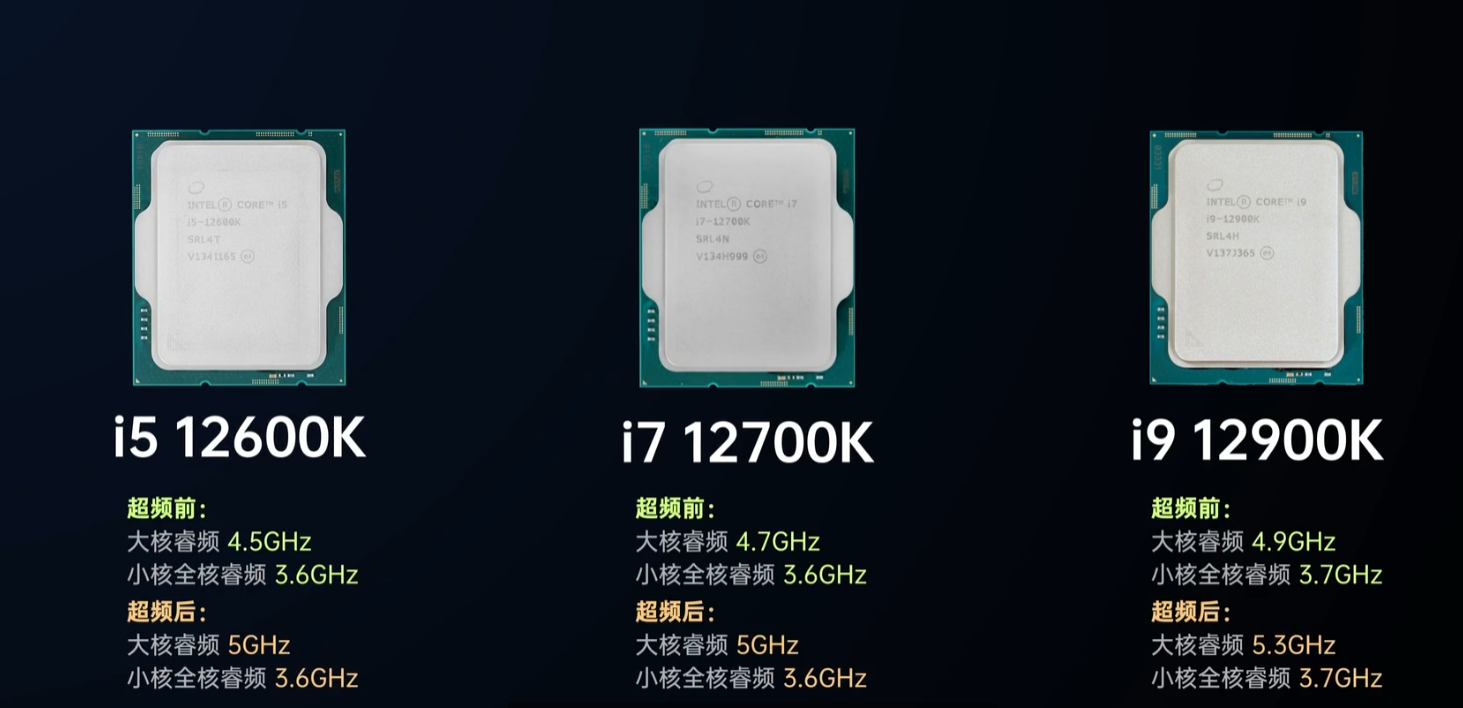 INTEL® CORE™ i5
i5-12600K
SRL4T
V134I165 e4
i5 12600K
超频前:
大核睿频 4.5GHz
小核全核睿频 3.6GHz
超频后:
大核睿频 5GHz
小核全核睿频 3.6GHz
INTEL® CORE™ i7
i7-12700K
SRL4N
V134H999 e4
i7 12700K
超频前:
大核睿频 4.7GHz
小核全核睿频 3.6GHz
超频后:
大核睿频 5GHz
小核全核睿频 3.6GHz
INTEL® CORE™ i9
i9-12900K
SRL4H
V137J365 e4
i9 12900K
超频前:
大核睿频 4.9GHz
小核全核睿频 3.7GHz
超频后:
大核睿频 5.3GHz
小核全核睿频 3.7GHz